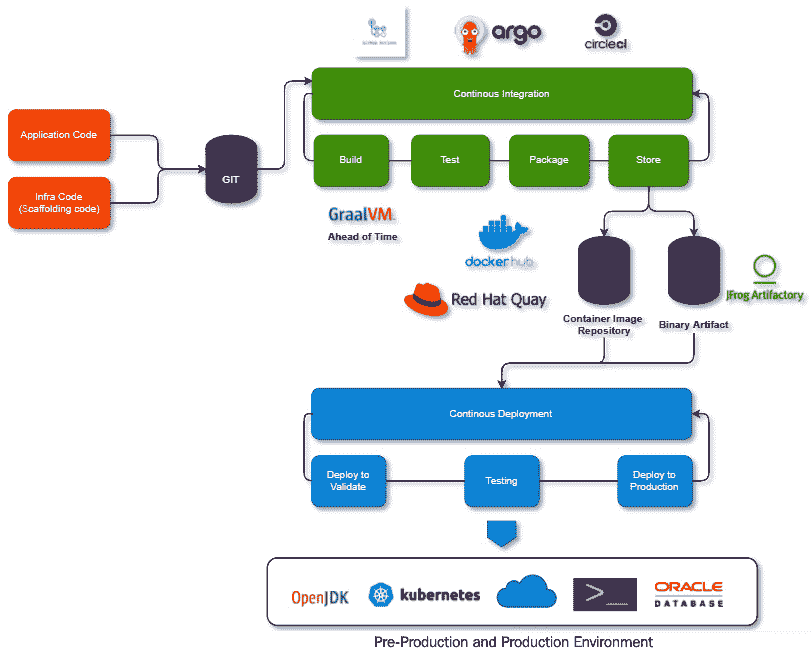 GitHub Actions
argo
circleci
Continous Integration
Application Code
Build
Test
Package
Store
GIT
Infra Code
(Scaffolding code)
GraalVM
Ahead of Time
docker hub
Red Hat Quay
JFrog Artifactory
Container Image
Repository
Binary Artifact
Continous Deployment
Deploy to
Validate
Testing
Deploy to
Production
OpenJDK
kubernetes
>_
ORACLE
DATABASE
Pre-Production and Production Environment